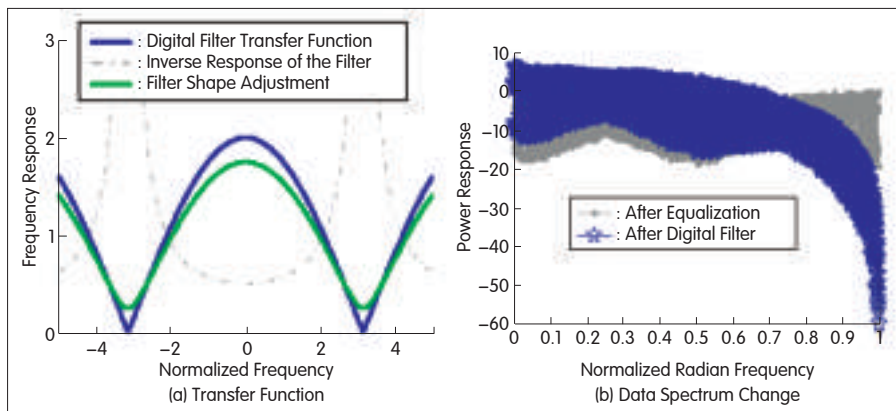 3
2
1
0
Frequency Response
: Digital Filter Transfer Function
: Inverse Response of the Filter
: Filter Shape Adjustment
−4 −2 0 2 4
Normalized Frequency
(a) Transfer Function
10
0
−10
−20
−30
−40
−50
−60
Power Response
: After Equalization
: After Digital Filter
0 0.1 0.2 0.3 0.4 0.5 0.6 0.7 0.8 0.9 1
Normalized Radian Frequency
(b) Data Spectrum Change